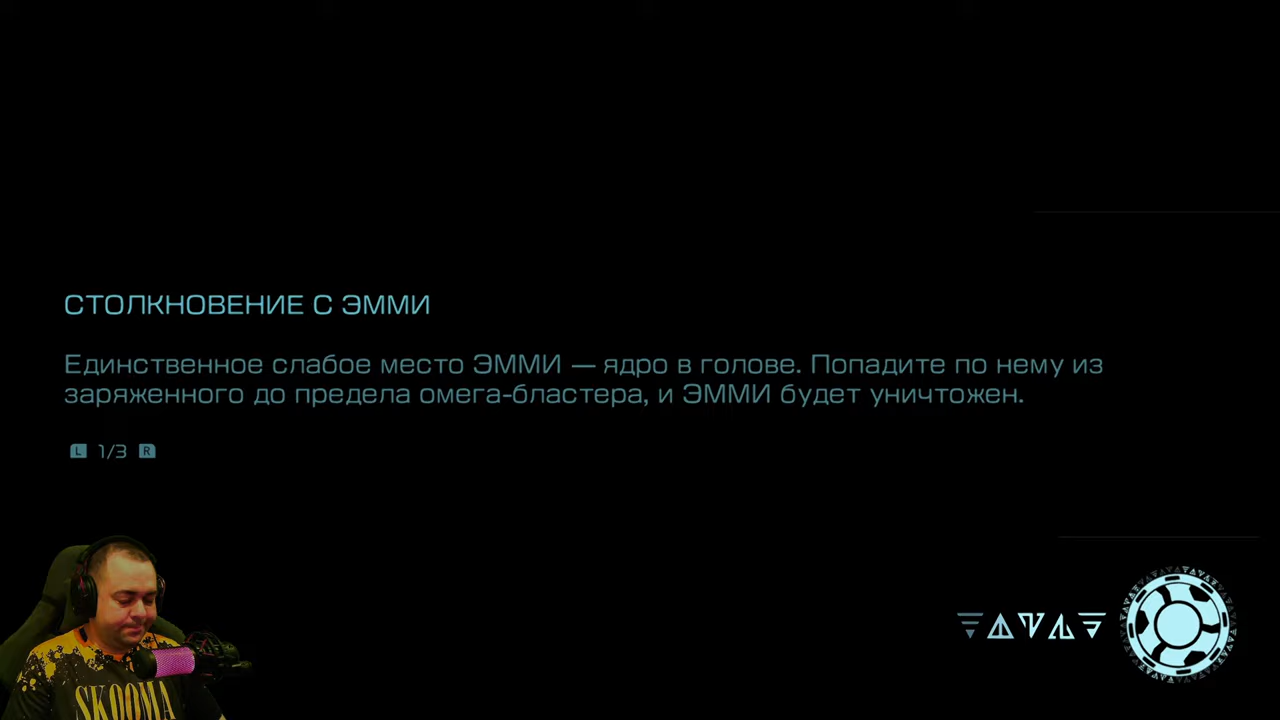 СТОЛКНОВЕНИЕ С ЭММИ
Единственное слабое место ЭММИ — ядро в голове. Попадите по нему из
заряженного до предела омега-бластера, и ЭММИ будет уничтожен.
L 1/3 R
SKOOMA